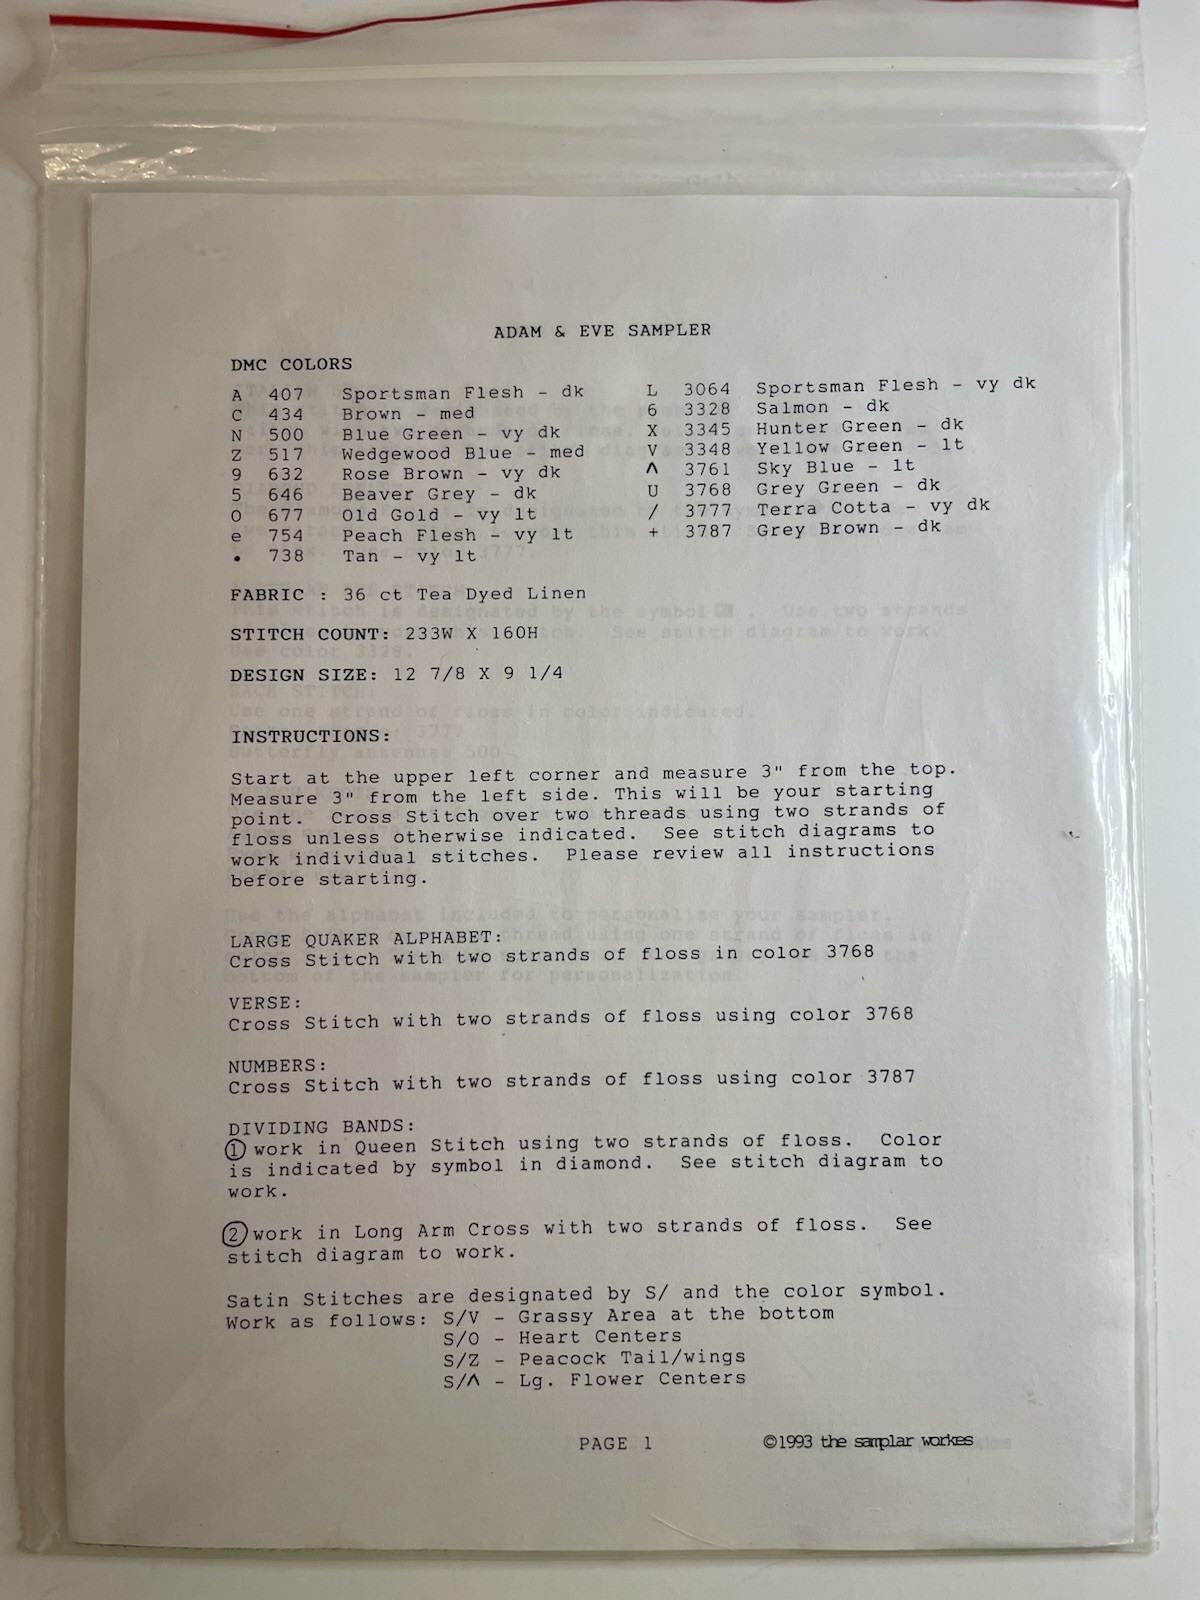 ADAM & EVE SAMPLER
DMC COLORS
A 407 Sportsman Flesh - dk
C 434 Brown - med
N 500 Blue Green - vy dk
Z 517 Wedgewood Blue - med
9 632 Rose Brown - vy dk
5 646 Beaver Grey - dk
O 677 Old Gold - vy lt
e 754 Peach Flesh - vy lt
• 738 Tan - vy lt
L 3064 Sportsman Flesh - vy dk
6 3328 Salmon - dk
X 3345 Hunter Green - dk
V 3348 Yellow Green - lt
Λ 3761 Sky Blue - lt
U 3768 Grey Green - dk
/ 3777 Terra Cotta - vy dk
+ 3787 Grey Brown - dk
FABRIC : 36 ct Tea Dyed Linen
STITCH COUNT: 233W X 160H
DESIGN SIZE: 12 7/8 X 9 1/4
INSTRUCTIONS:
Start at the upper left corner and measure 3" from the top.
Measure 3" from the left side. This will be your starting
point. Cross Stitch over two threads using two strands of
floss unless otherwise indicated. See stitch diagrams to
work individual stitches. Please review all instructions
before starting.
LARGE QUAKER ALPHABET:
Cross Stitch with two strands of floss in color 3768
VERSE:
Cross Stitch with two strands of floss using color 3768
NUMBERS:
Cross Stitch with two strands of floss using color 3787
DIVIDING BANDS:
① work in Queen Stitch using two strands of floss. Color
is indicated by symbol in diamond. See stitch diagram to
work.
② work in Long Arm Cross with two strands of floss. See
stitch diagram to work.
Satin Stitches are designated by S/ and the color symbol.
Work as follows: S/V - Grassy Area at the bottom
S/O - Heart Centers
S/Z - Peacock Tail/wings
S/Λ - Lg. Flower Centers
PAGE 1 ©1993 the samplar workes